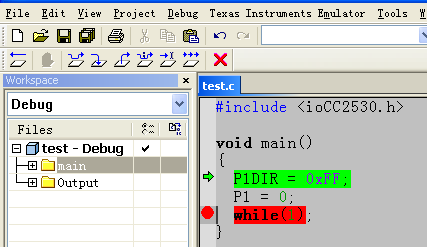 File Edit View Project Debug Texas Instruments Emulator Tools
Workspace
Debug
Files
test - Debug
main
Output
test.c
#include <ioCC2530.h>
void main()
{
P1DIR = 0xFF;
P1 = 0;
while(
}